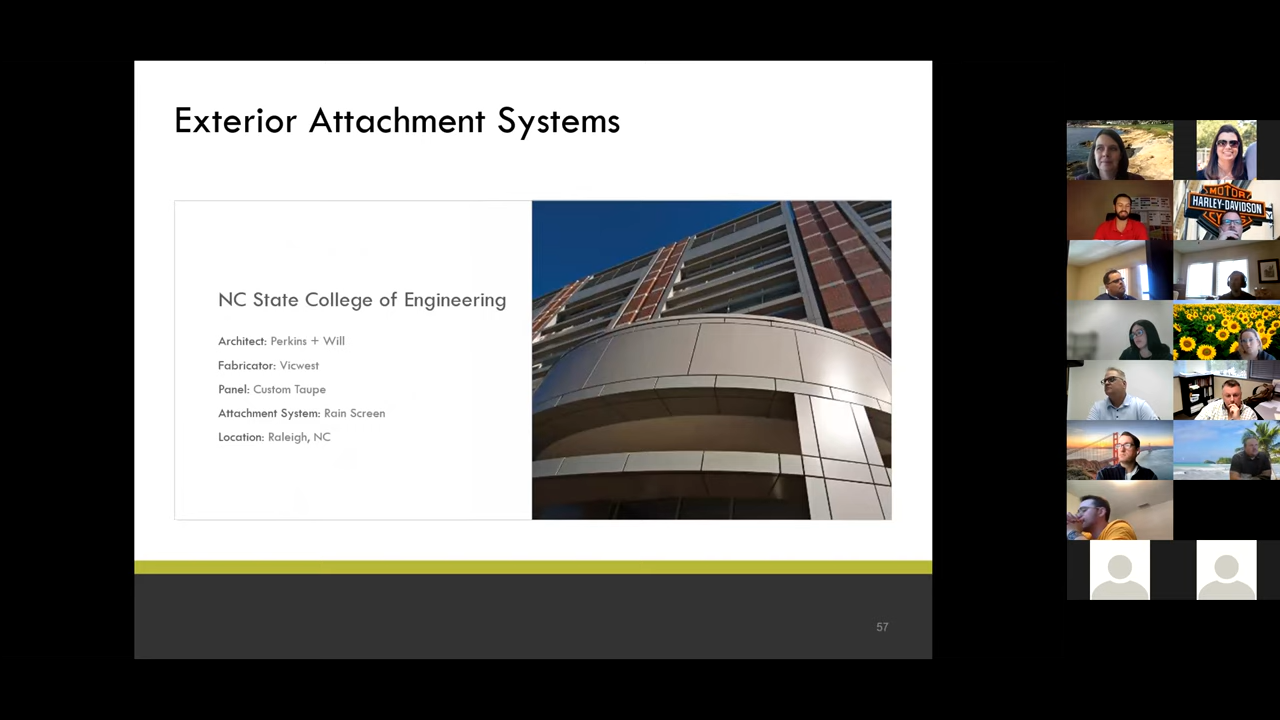 Exterior Attachment Systems
NC State College of Engineering
Architect: Perkins + Will
Fabricator: Vicwest
Panel: Custom Taupe
Attachment System: Rain Screen
Location: Raleigh, NC
57
MOTOR
HARLEY-DAVIDSON